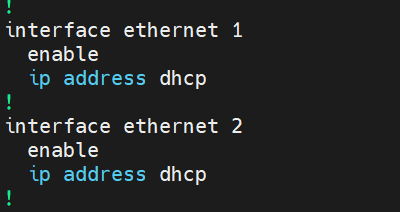 !
interface ethernet 1
  enable
  ip address dhcp
!
interface ethernet 2
  enable
  ip address dhcp
!